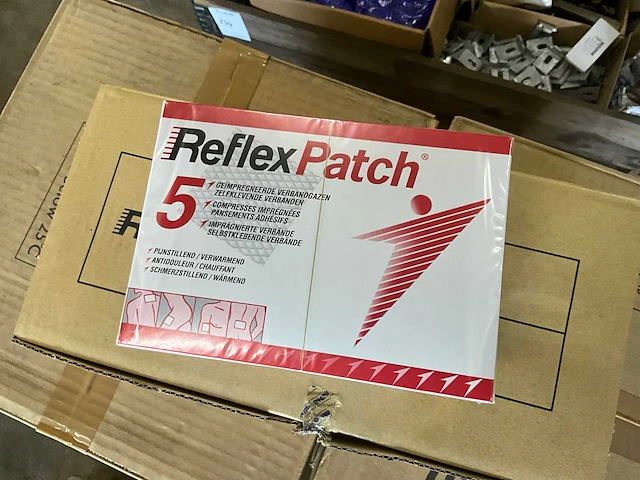 ReflexPatch®
5
GEÏMPREGNEERDE VERBANDGAZEN
ZELFKLEVENDE VERBANDEN
COMPRESSES IMPRÉGNÉES
PANSEMENTS ADHÉSIFS
IMPRÄGNIERTE VERBÄNDE
SELBSTKLEBENDE VERBÄNDE
PIJNSTILLEND / VERWARMEND
ANTIDOULEUR / CHAUFFANT
SCHMERZSTILLEND / WÄRMEND